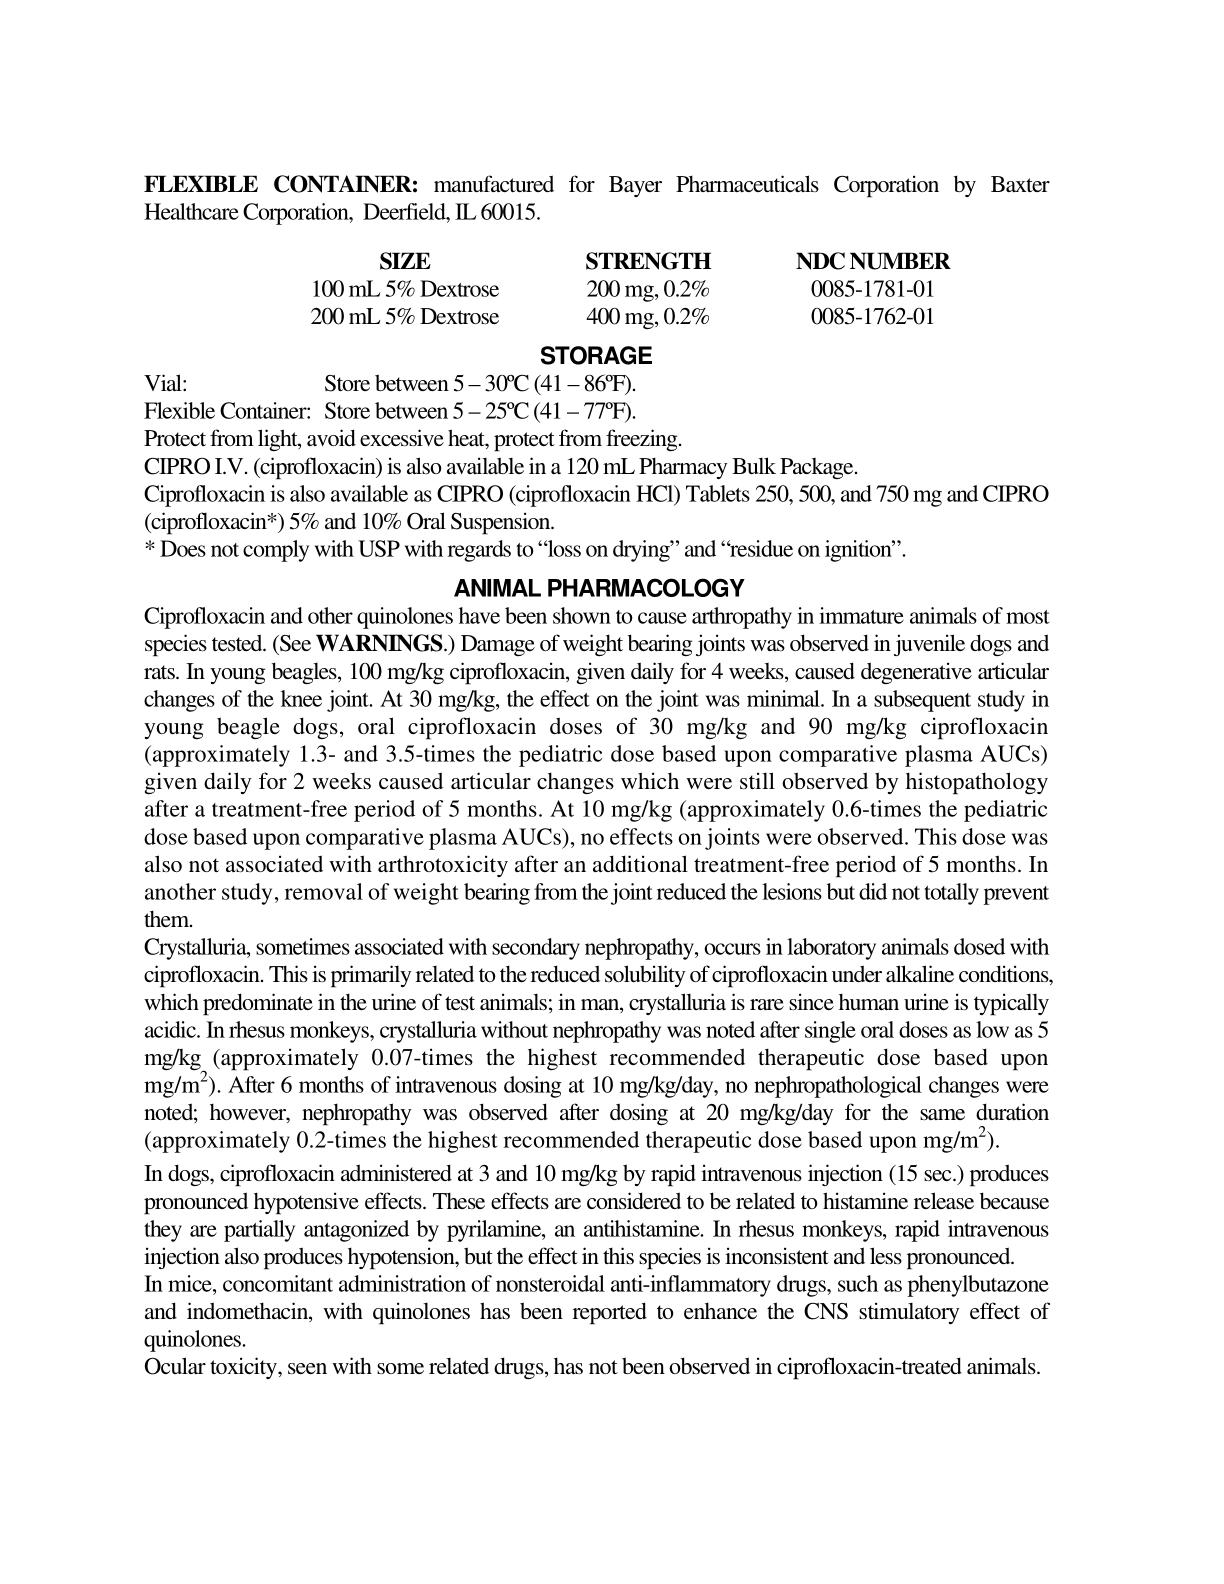 FLEXIBLE CONTAINER: manufactured for Bayer Pharmaceuticals Corporation by Baxter
Healthcare Corporation, Deerfield, IL 60015.
SIZE STRENGTH NDC NUMBER
100 mL 5% Dextrose 200 mg, 0.2% 0085-1781-01
200 mL 5% Dextrose 400 mg, 0.2% 0085-1762-01
STORAGE
Vial: Store between 5 – 30ºC (41 – 86ºF).
Flexible Container: Store between 5 – 25ºC (41 – 77ºF).
Protect from light, avoid excessive heat, protect from freezing.
CIPRO I.V. (ciprofloxacin) is also available in a 120 mL Pharmacy Bulk Package.
Ciprofloxacin is also available as CIPRO (ciprofloxacin HCl) Tablets 250, 500, and 750 mg and CIPRO
(ciprofloxacin*) 5% and 10% Oral Suspension.
* Does not comply with USP with regards to “loss on drying” and “residue on ignition”.
ANIMAL PHARMACOLOGY
Ciprofloxacin and other quinolones have been shown to cause arthropathy in immature animals of most
species tested. (See WARNINGS.) Damage of weight bearing joints was observed in juvenile dogs and
rats. In young beagles, 100 mg/kg ciprofloxacin, given daily for 4 weeks, caused degenerative articular
changes of the knee joint. At 30 mg/kg, the effect on the joint was minimal. In a subsequent study in
young beagle dogs, oral ciprofloxacin doses of 30 mg/kg and 90 mg/kg ciprofloxacin
(approximately 1.3- and 3.5-times the pediatric dose based upon comparative plasma AUCs)
given daily for 2 weeks caused articular changes which were still observed by histopathology
after a treatment-free period of 5 months. At 10 mg/kg (approximately 0.6-times the pediatric
dose based upon comparative plasma AUCs), no effects on joints were observed. This dose was
also not associated with arthrotoxicity after an additional treatment-free period of 5 months. In
another study, removal of weight bearing from the joint reduced the lesions but did not totally prevent
them.
Crystalluria, sometimes associated with secondary nephropathy, occurs in laboratory animals dosed with
ciprofloxacin. This is primarily related to the reduced solubility of ciprofloxacin under alkaline conditions,
which predominate in the urine of test animals; in man, crystalluria is rare since human urine is typically
acidic. In rhesus monkeys, crystalluria without nephropathy was noted after single oral doses as low as 5
mg/kg (approximately 0.07-times the highest recommended therapeutic dose based upon
mg/m²). After 6 months of intravenous dosing at 10 mg/kg/day, no nephropathological changes were
noted; however, nephropathy was observed after dosing at 20 mg/kg/day for the same duration
(approximately 0.2-times the highest recommended therapeutic dose based upon mg/m²).
In dogs, ciprofloxacin administered at 3 and 10 mg/kg by rapid intravenous injection (15 sec.) produces
pronounced hypotensive effects. These effects are considered to be related to histamine release because
they are partially antagonized by pyrilamine, an antihistamine. In rhesus monkeys, rapid intravenous
injection also produces hypotension, but the effect in this species is inconsistent and less pronounced.
In mice, concomitant administration of nonsteroidal anti-inflammatory drugs, such as phenylbutazone
and indomethacin, with quinolones has been reported to enhance the CNS stimulatory effect of
quinolones.
Ocular toxicity, seen with some related drugs, has not been observed in ciprofloxacin-treated animals.